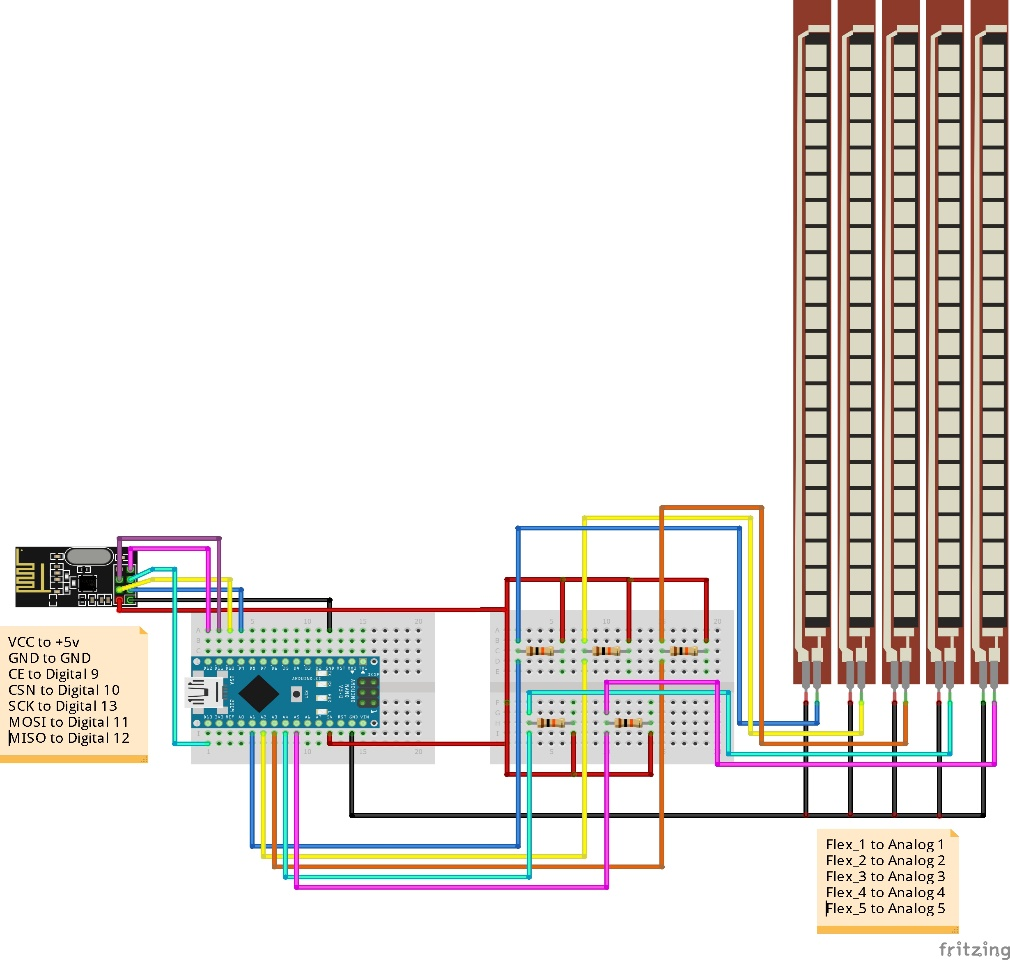 VCC to +5v
GND to GND
CE to Digital 9
CSN to Digital 10
SCK to Digital 13
MOSI to Digital 11
MISO to Digital 12
Flex_1 to Analog 1
Flex_2 to Analog 2
Flex_3 to Analog 3
Flex_4 to Analog 4
Flex_5 to Analog 5
fritzing